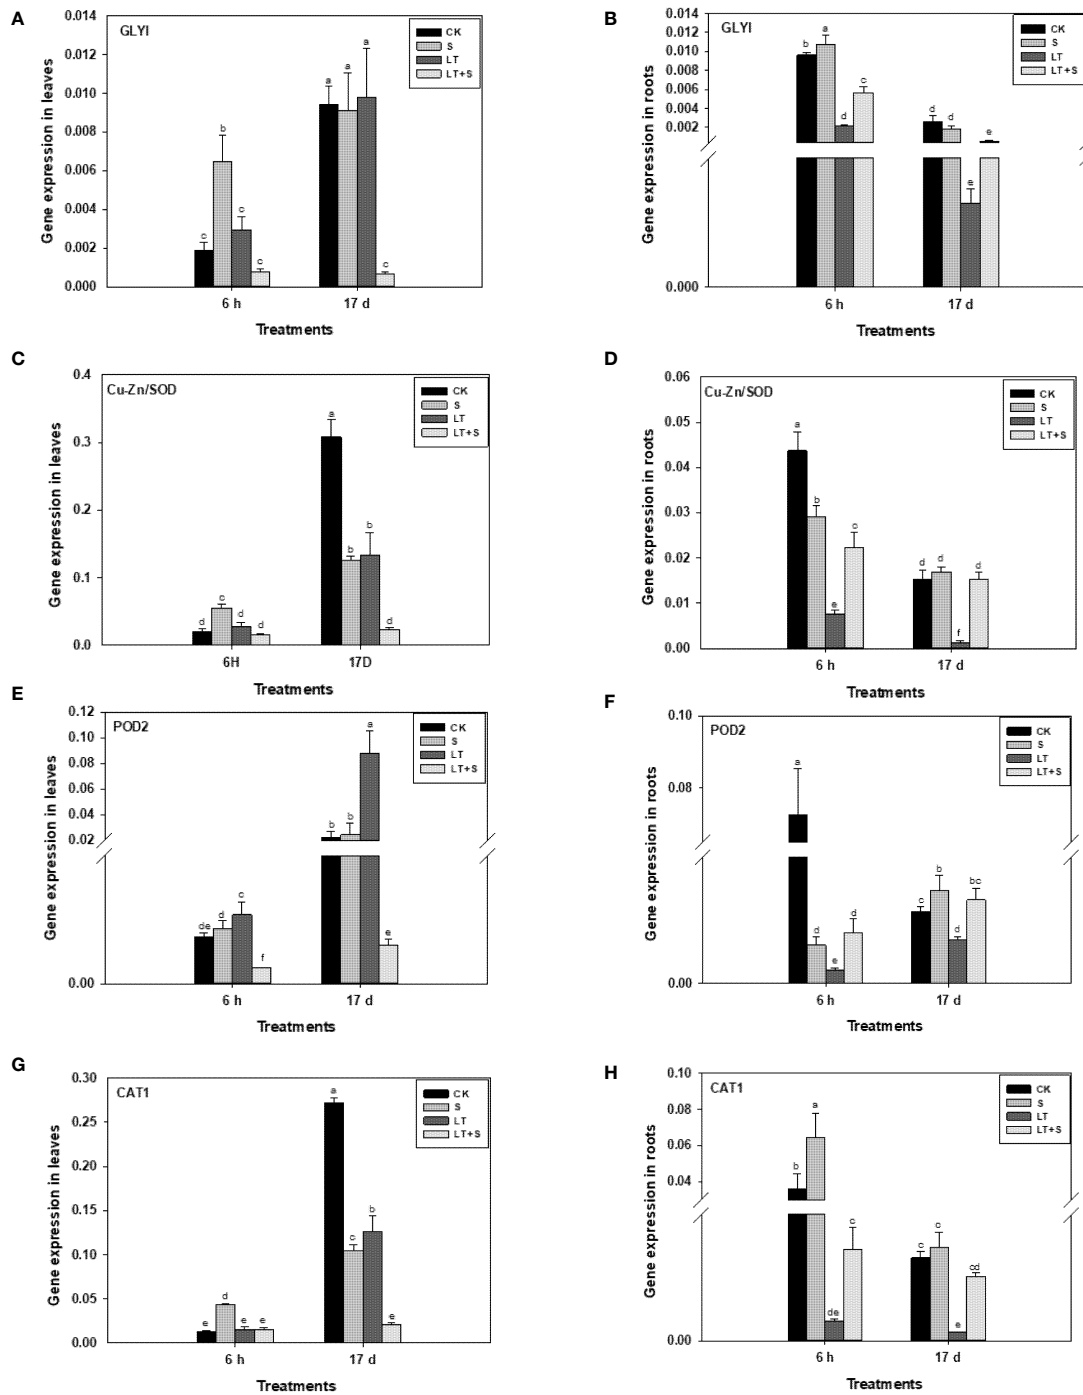 A
GLYI
CK
S
LT
LT+S
Gene expression in leaves
0.014
0.012
0.010
0.008
0.006
0.004
0.002
0.000
c
b
c
c
a
a
a
c
6 h
17 d
Treatments
B
GLYI
CK
S
LT
LT+S
Gene expression in roots
0.014
0.012
0.010
0.008
0.006
0.004
0.002
0.000
b
a
d
c
d
d
e
e
6 h
17 d
Treatments
C
Cu-Zn/SOD
CK
S
LT
LT+S
Gene expression in leaves
0.4
0.3
0.2
0.1
0.0
d
c
d
d
a
b
b
d
6H
17D
Treatments
D
Cu-Zn/SOD
CK
S
LT
LT+S
Gene expression in roots
0.06
0.05
0.04
0.03
0.02
0.01
0.00
a
b
e
c
d
d
f
d
6 h
17 d
Treatments
E
POD2
CK
S
LT
LT+S
Gene expression in leaves
0.12
0.10
0.08
0.06
0.04
0.02
0.00
de
d
c
f
b
b
a
e
6 h
17 d
Treatments
F
POD2
CK
S
LT
LT+S
Gene expression in roots
0.10
0.08
0.00
a
d
e
d
c
b
d
bc
6 h
17 d
Treatments
G
CAT1
CK
S
LT
LT+S
Gene expression in leaves
0.30
0.25
0.20
0.15
0.10
0.05
0.00
e
d
e
e
a
c
b
e
6 h
17 d
Treatments
H
CAT1
CK
S
LT
LT+S
Gene expression in roots
0.10
0.08
0.06
0.04
0.00
b
a
de
c
c
c
e
cd
6 h
17 d
Treatments